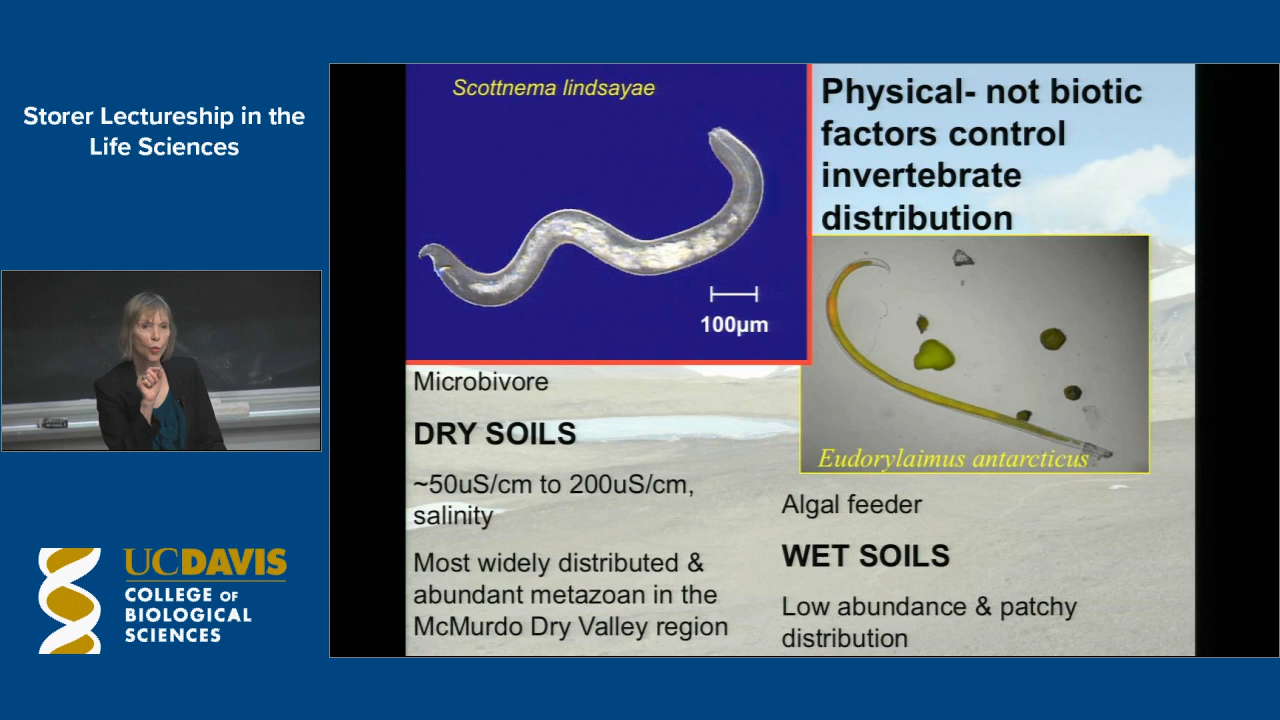 Storer Lectureship in the
Life Sciences
UCDAVIS
COLLEGE OF
BIOLOGICAL
SCIENCES
Scottnema lindsayae
100µm
Microbivore
DRY SOILS
~50uS/cm to 200uS/cm,
salinity
Most widely distributed &
abundant metazoan in the
McMurdo Dry Valley region
Physical- not biotic
factors control
invertebrate
distribution
Eudorylaimus antarcticus
Algal feeder
WET SOILS
Low abundance & patchy
distribution